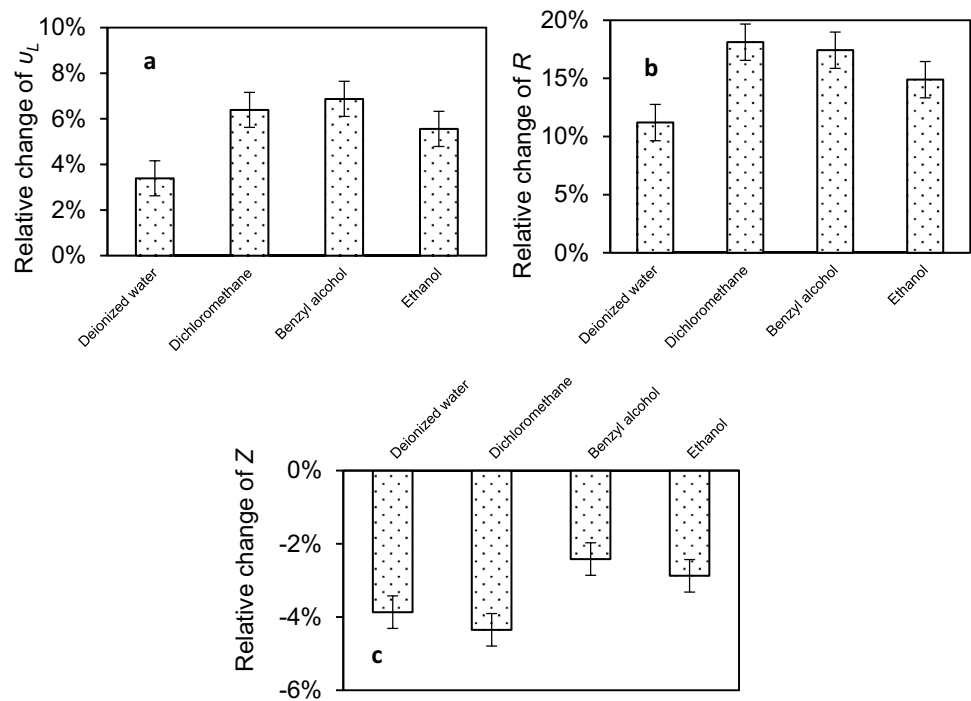 10%
8%
6%
4%
2%
0%
Relative change of u_L
a
Deionized water
Dichloromethane
Benzyl alcohol
Ethanol
20%
15%
10%
5%
0%
Relative change of R
b
Deionized water
Dichloromethane
Benzyl alcohol
Ethanol
Deionized water
Dichloromethane
Benzyl alcohol
Ethanol
0%
-2%
-4%
-6%
Relative change of Z
c